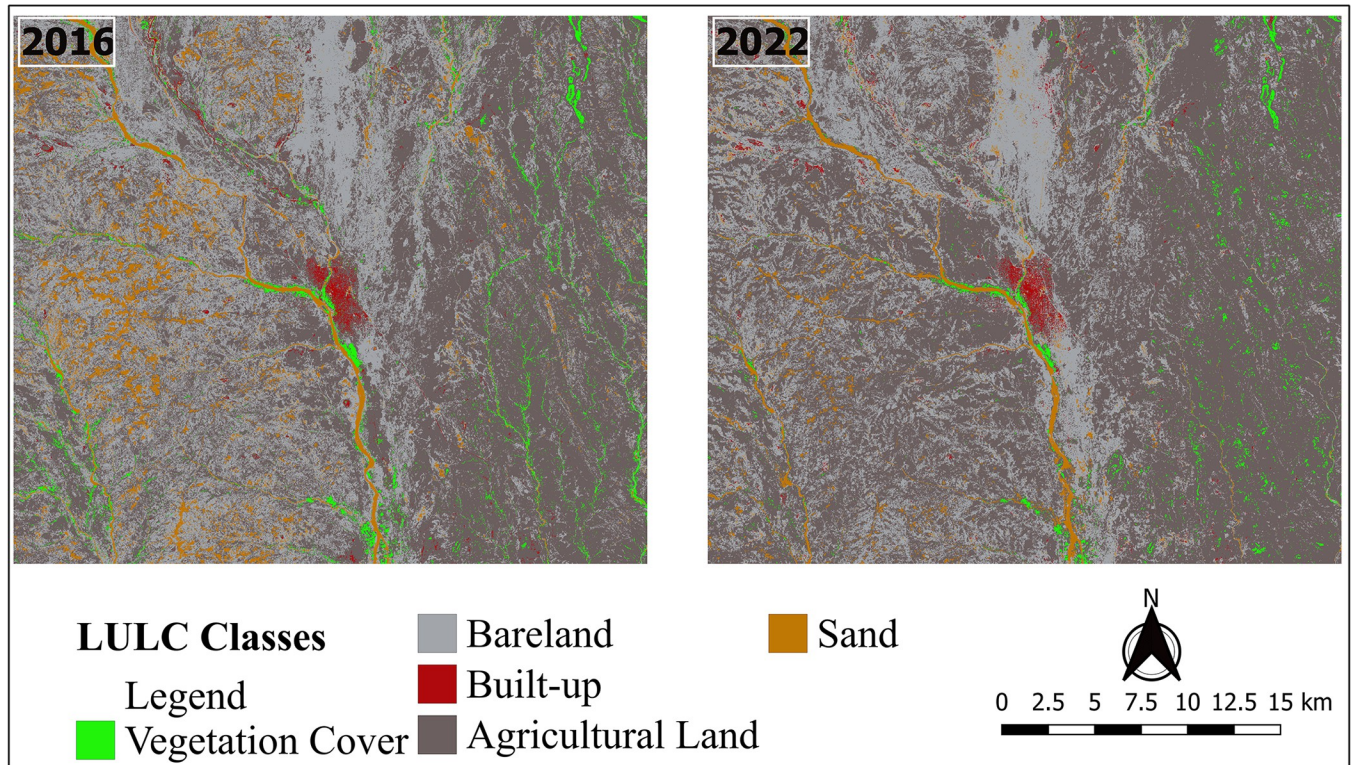 2016
2022
LULC Classes
Legend
Vegetation Cover
Bareland
Built-up
Agricultural Land
Sand
N
0 2.5 5 7.5 10 12.5 15 km